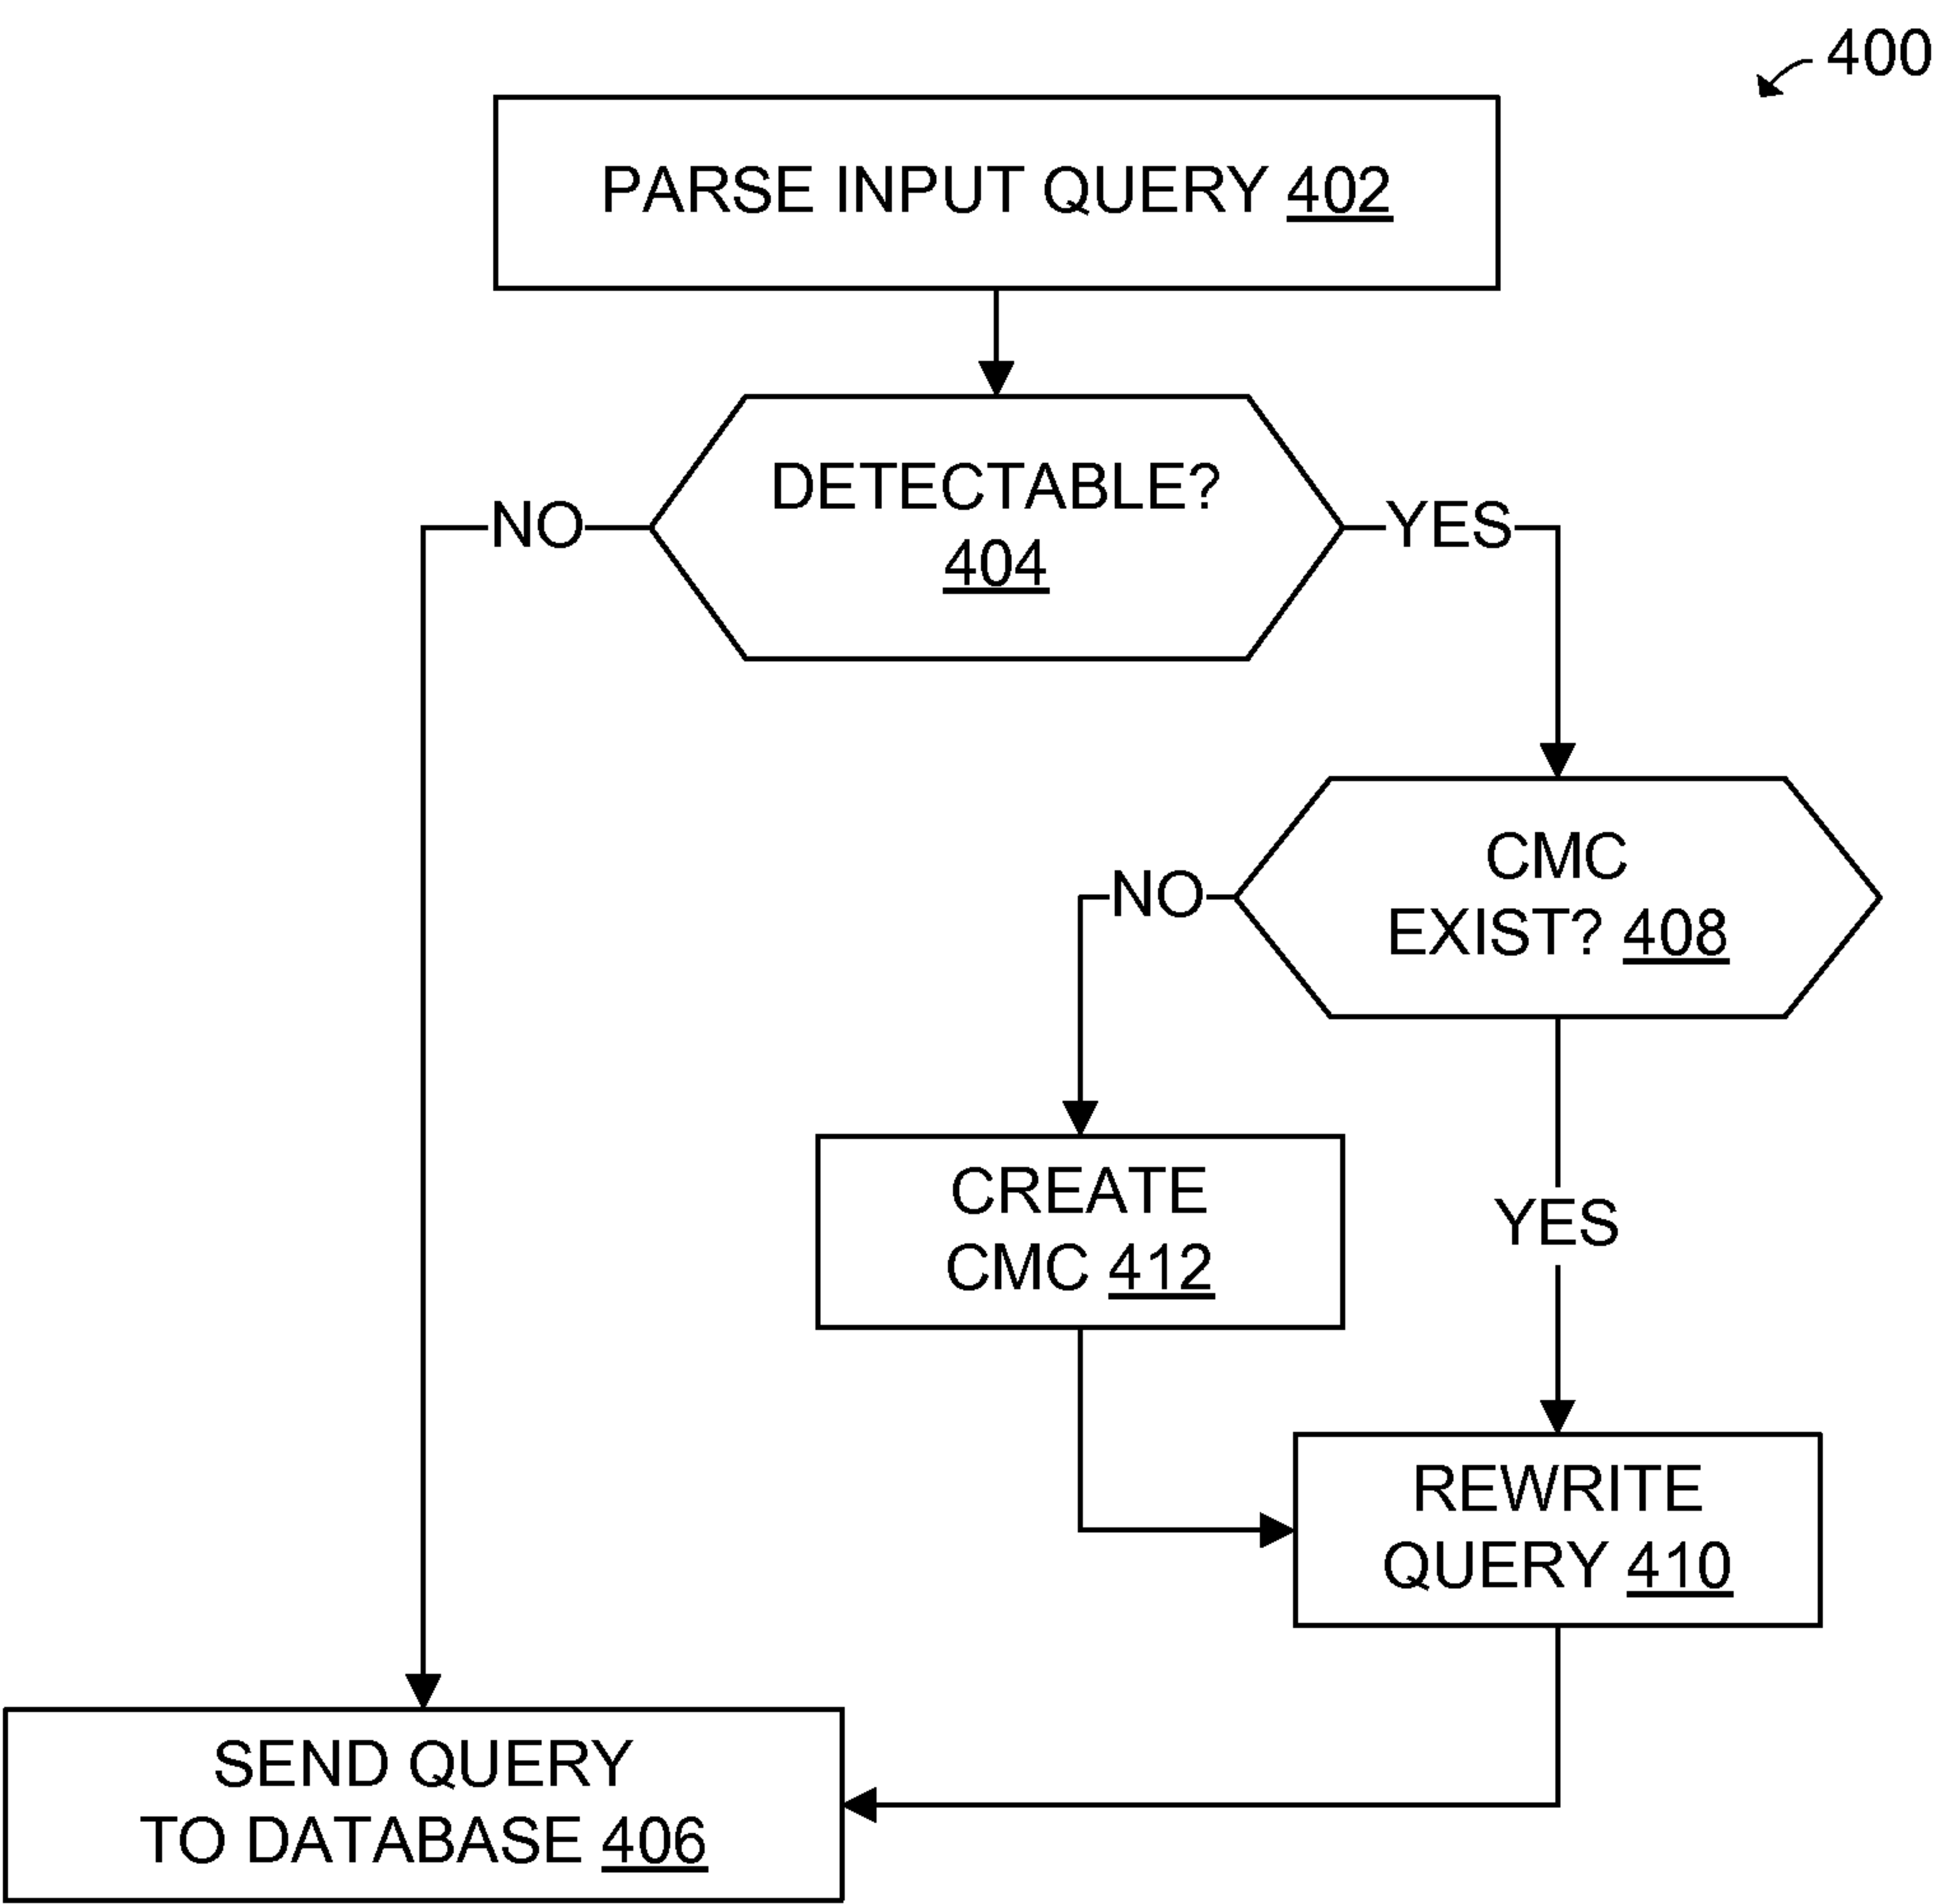 400
PARSE INPUT QUERY 402
DETECTABLE?
404
NO
YES
CMC
EXIST? 408
NO
CREATE
CMC 412
YES
REWRITE
QUERY 410
SEND QUERY
TO DATABASE 406